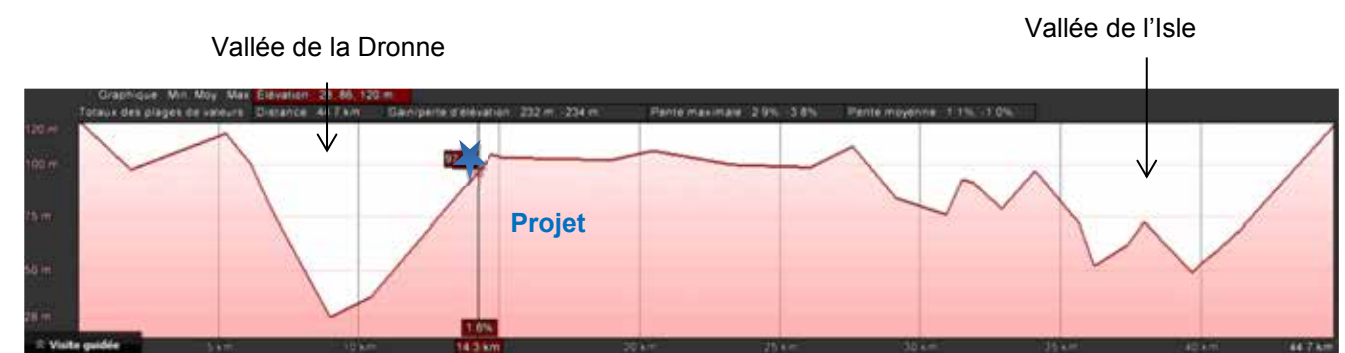 Vallée de l'Isle
Vallée de la Dronne
Graphique Min. Moy. Max. Élévation : 28, 86, 120 m
Totaux des plages de valeurs : Distance : 44.7 km Gain/perte d'élévation : 232 m, -234 m Pente maximale : 2.9%, -3.8% Pente moyenne : 1.1%, -1.0%
120 m
100 m
75 m
50 m
28 m
Projet
1.6%
Visite guidée
5 km 10 km 14.3 km 20 km 25 km 30 km 35 km 40 km 44.7 km